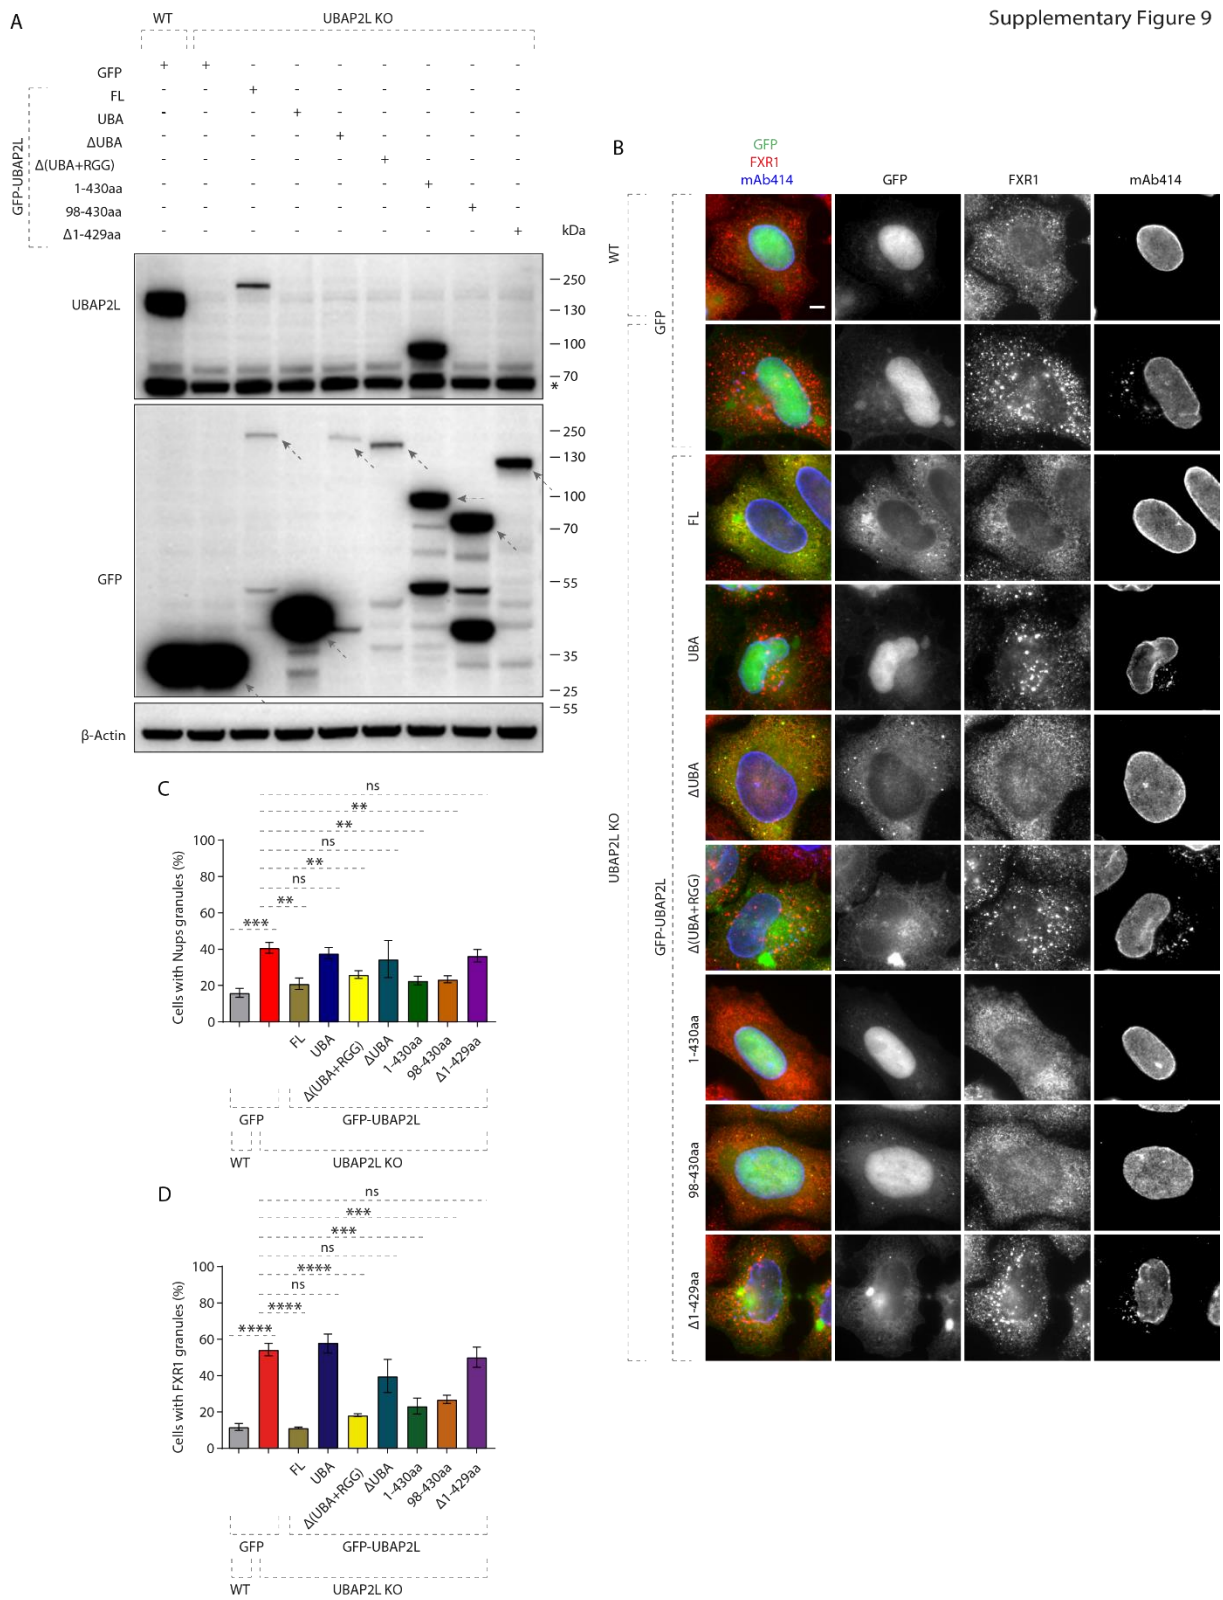 Supplementary Figure 9
A
WT
UBAP2L KO
GFP + + - - - - - - -
FL - - + - - - - - -
UBA - - - + - - - - -
ΔUBA - - - - + - - - -
Δ(UBA+RGG) - - - - - + - - -
1-430aa - - - - - - + - -
98-430aa - - - - - - - + -
Δ1-429aa - - - - - - - - +
GFP-UBAP2L
kDa
UBAP2L
250
130
100
70
*
GFP
250
130
100
70
55
35
25
β-Actin
55
B
GFP
FXR1
mAb414
GFP
FXR1
mAb414
WT
GFP
UBAP2L KO
GFP-UBAP2L
FL
UBA
ΔUBA
Δ(UBA+RGG)
1-430aa
98-430aa
Δ1-429aa
C
ns
**
**
ns
**
ns
**
***
Cells with Nups granules (%)
100
80
60
40
20
0
FL
UBA
Δ(UBA+RGG)
ΔUBA
1-430aa
98-430aa
Δ1-429aa
GFP
GFP-UBAP2L
WT
UBAP2L KO
D
ns
***
***
ns
****
ns
****
****
Cells with FXR1 granules (%)
100
80
60
40
20
0
FL
UBA
Δ(UBA+RGG)
ΔUBA
1-430aa
98-430aa
Δ1-429aa
GFP
GFP-UBAP2L
WT
UBAP2L KO